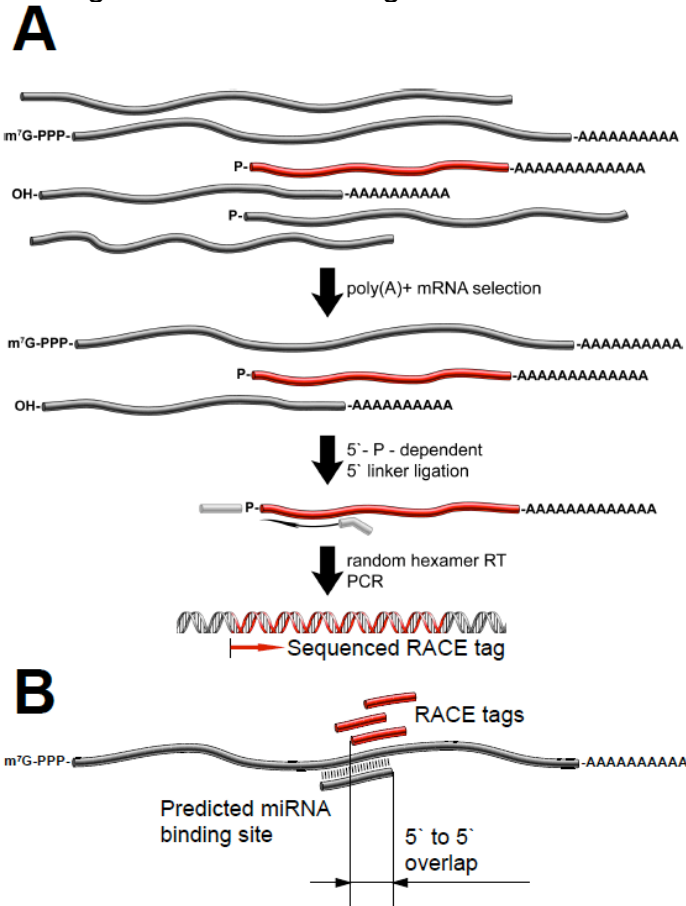 A
m⁷G-PPP-
-AAAAAAAAAA
P-
-AAAAAAAAAAAAA
OH-
-AAAAAAAAAA
P-
poly(A)+ mRNA selection
m⁷G-PPP-
-AAAAAAAAAA
P-
-AAAAAAAAAAAAA
OH-
-AAAAAAAAAA
5`- P - dependent
5` linker ligation
P-
-AAAAAAAAAAAAA
random hexamer RT
PCR
Sequenced RACE tag
B
RACE tags
m⁷G-PPP-
-AAAAAAAAAA
Predicted miRNA
binding site
5` to 5`
overlap